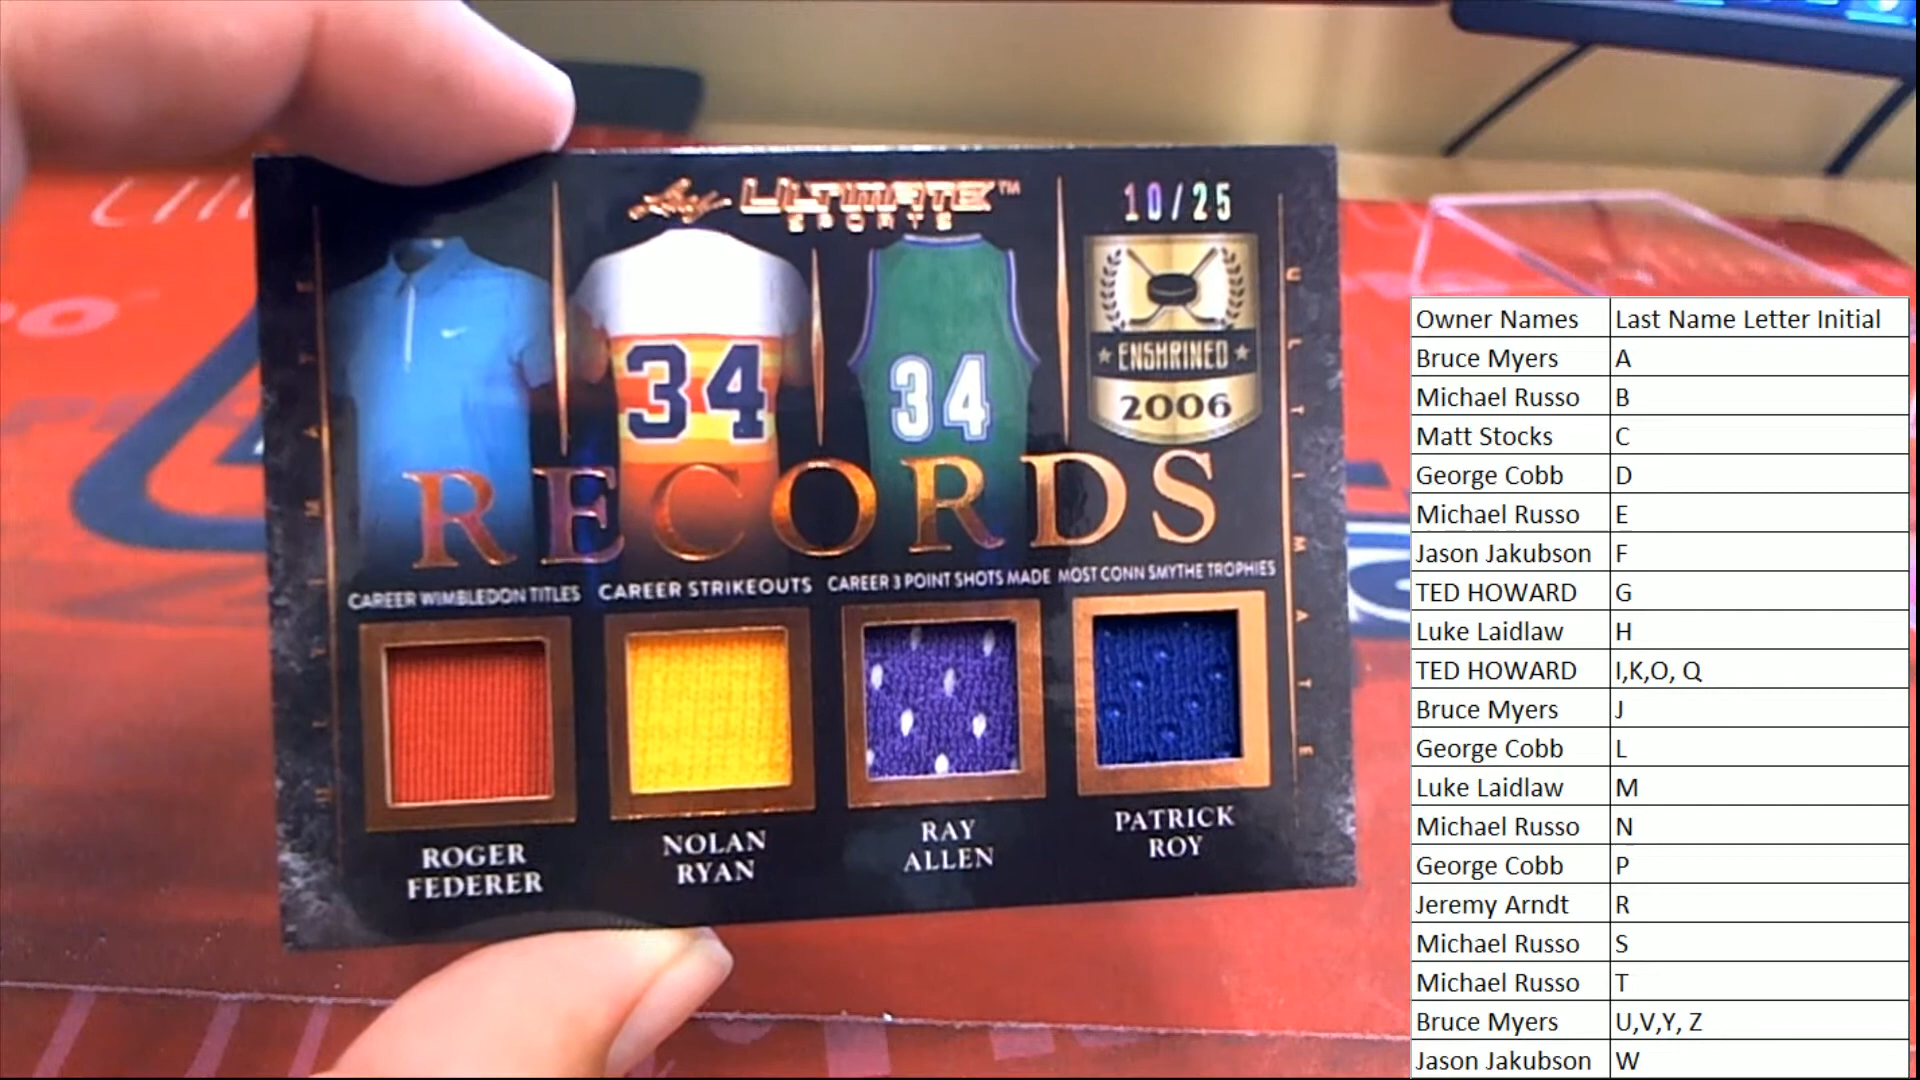 Leaf ULTIMATE™
SPORTS
10/25
34
34
ENSHRINED
2006
ULTIMATE
ULTIMATE
RECORDS
CAREER WIMBLEDON TITLES CAREER STRIKEOUTS CAREER 3 POINT SHOTS MADE MOST CONN SMYTHE TROPHIES
ROGER
FEDERER
NOLAN
RYAN
RAY
ALLEN
PATRICK
ROY
Owner Names Last Name Letter Initial
Bruce Myers A
Michael Russo B
Matt Stocks C
George Cobb D
Michael Russo E
Jason Jakubson F
TED HOWARD G
Luke Laidlaw H
TED HOWARD I,K,O, Q
Bruce Myers J
George Cobb L
Luke Laidlaw M
Michael Russo N
George Cobb P
Jeremy Arndt R
Michael Russo S
Michael Russo T
Bruce Myers U,V,Y, Z
Jason Jakubson W